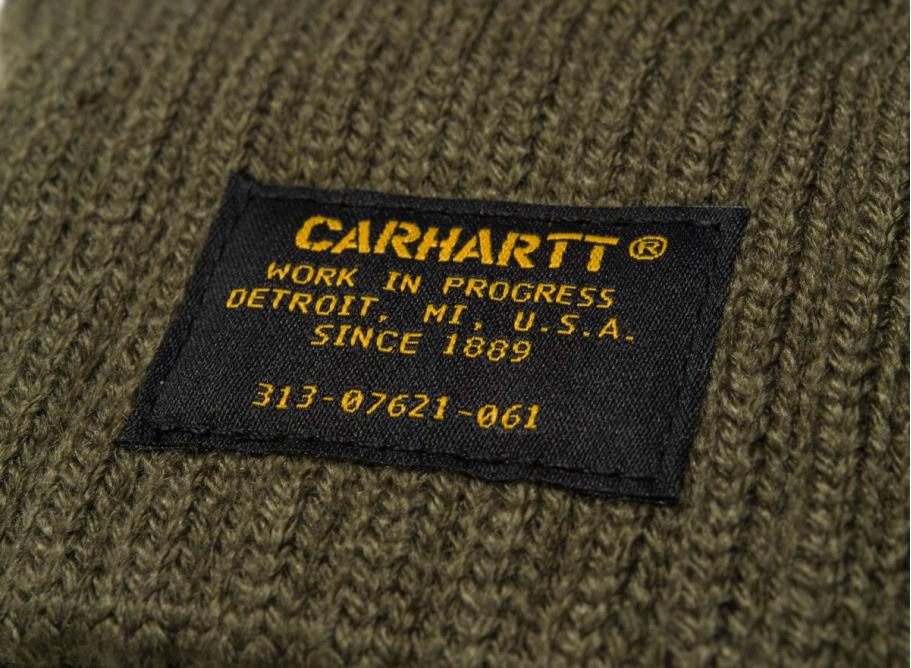 CARHARTT®
WORK IN PROGRESS
DETROIT, MI, U.S.A.
SINCE 1889
313-07621-061